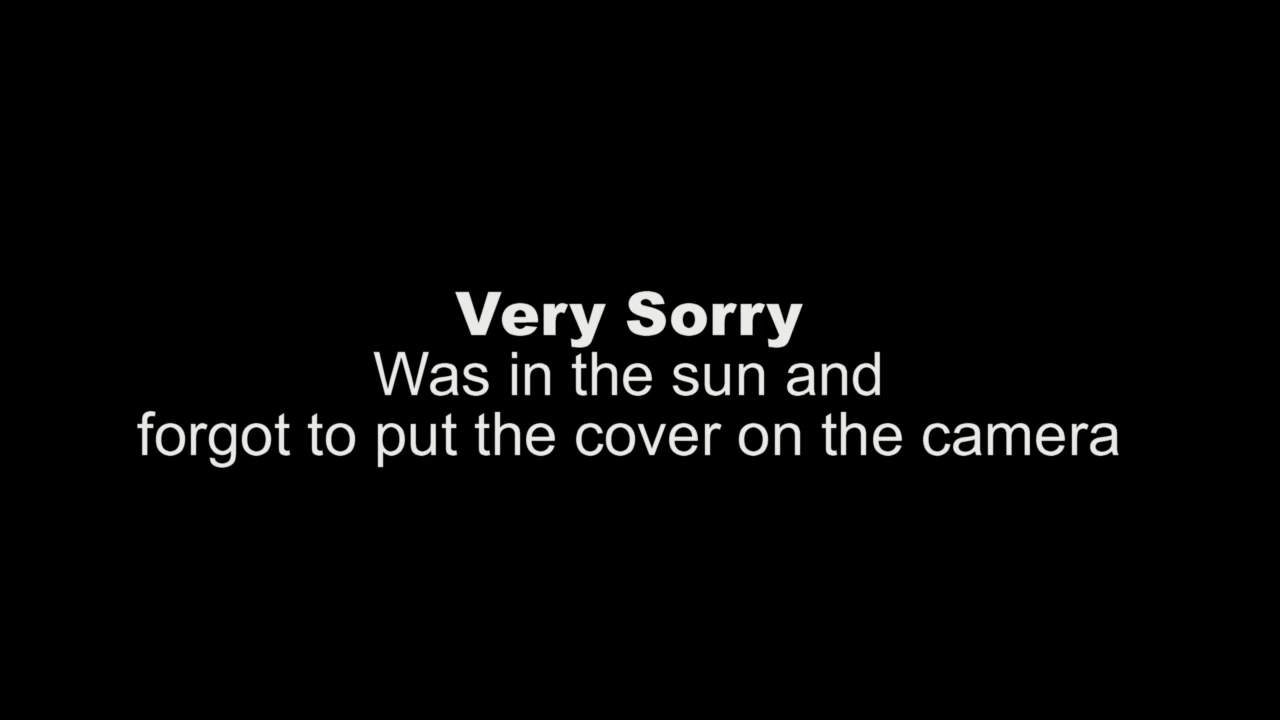 Very Sorry
Was in the sun and
forgot to put the cover on the camera